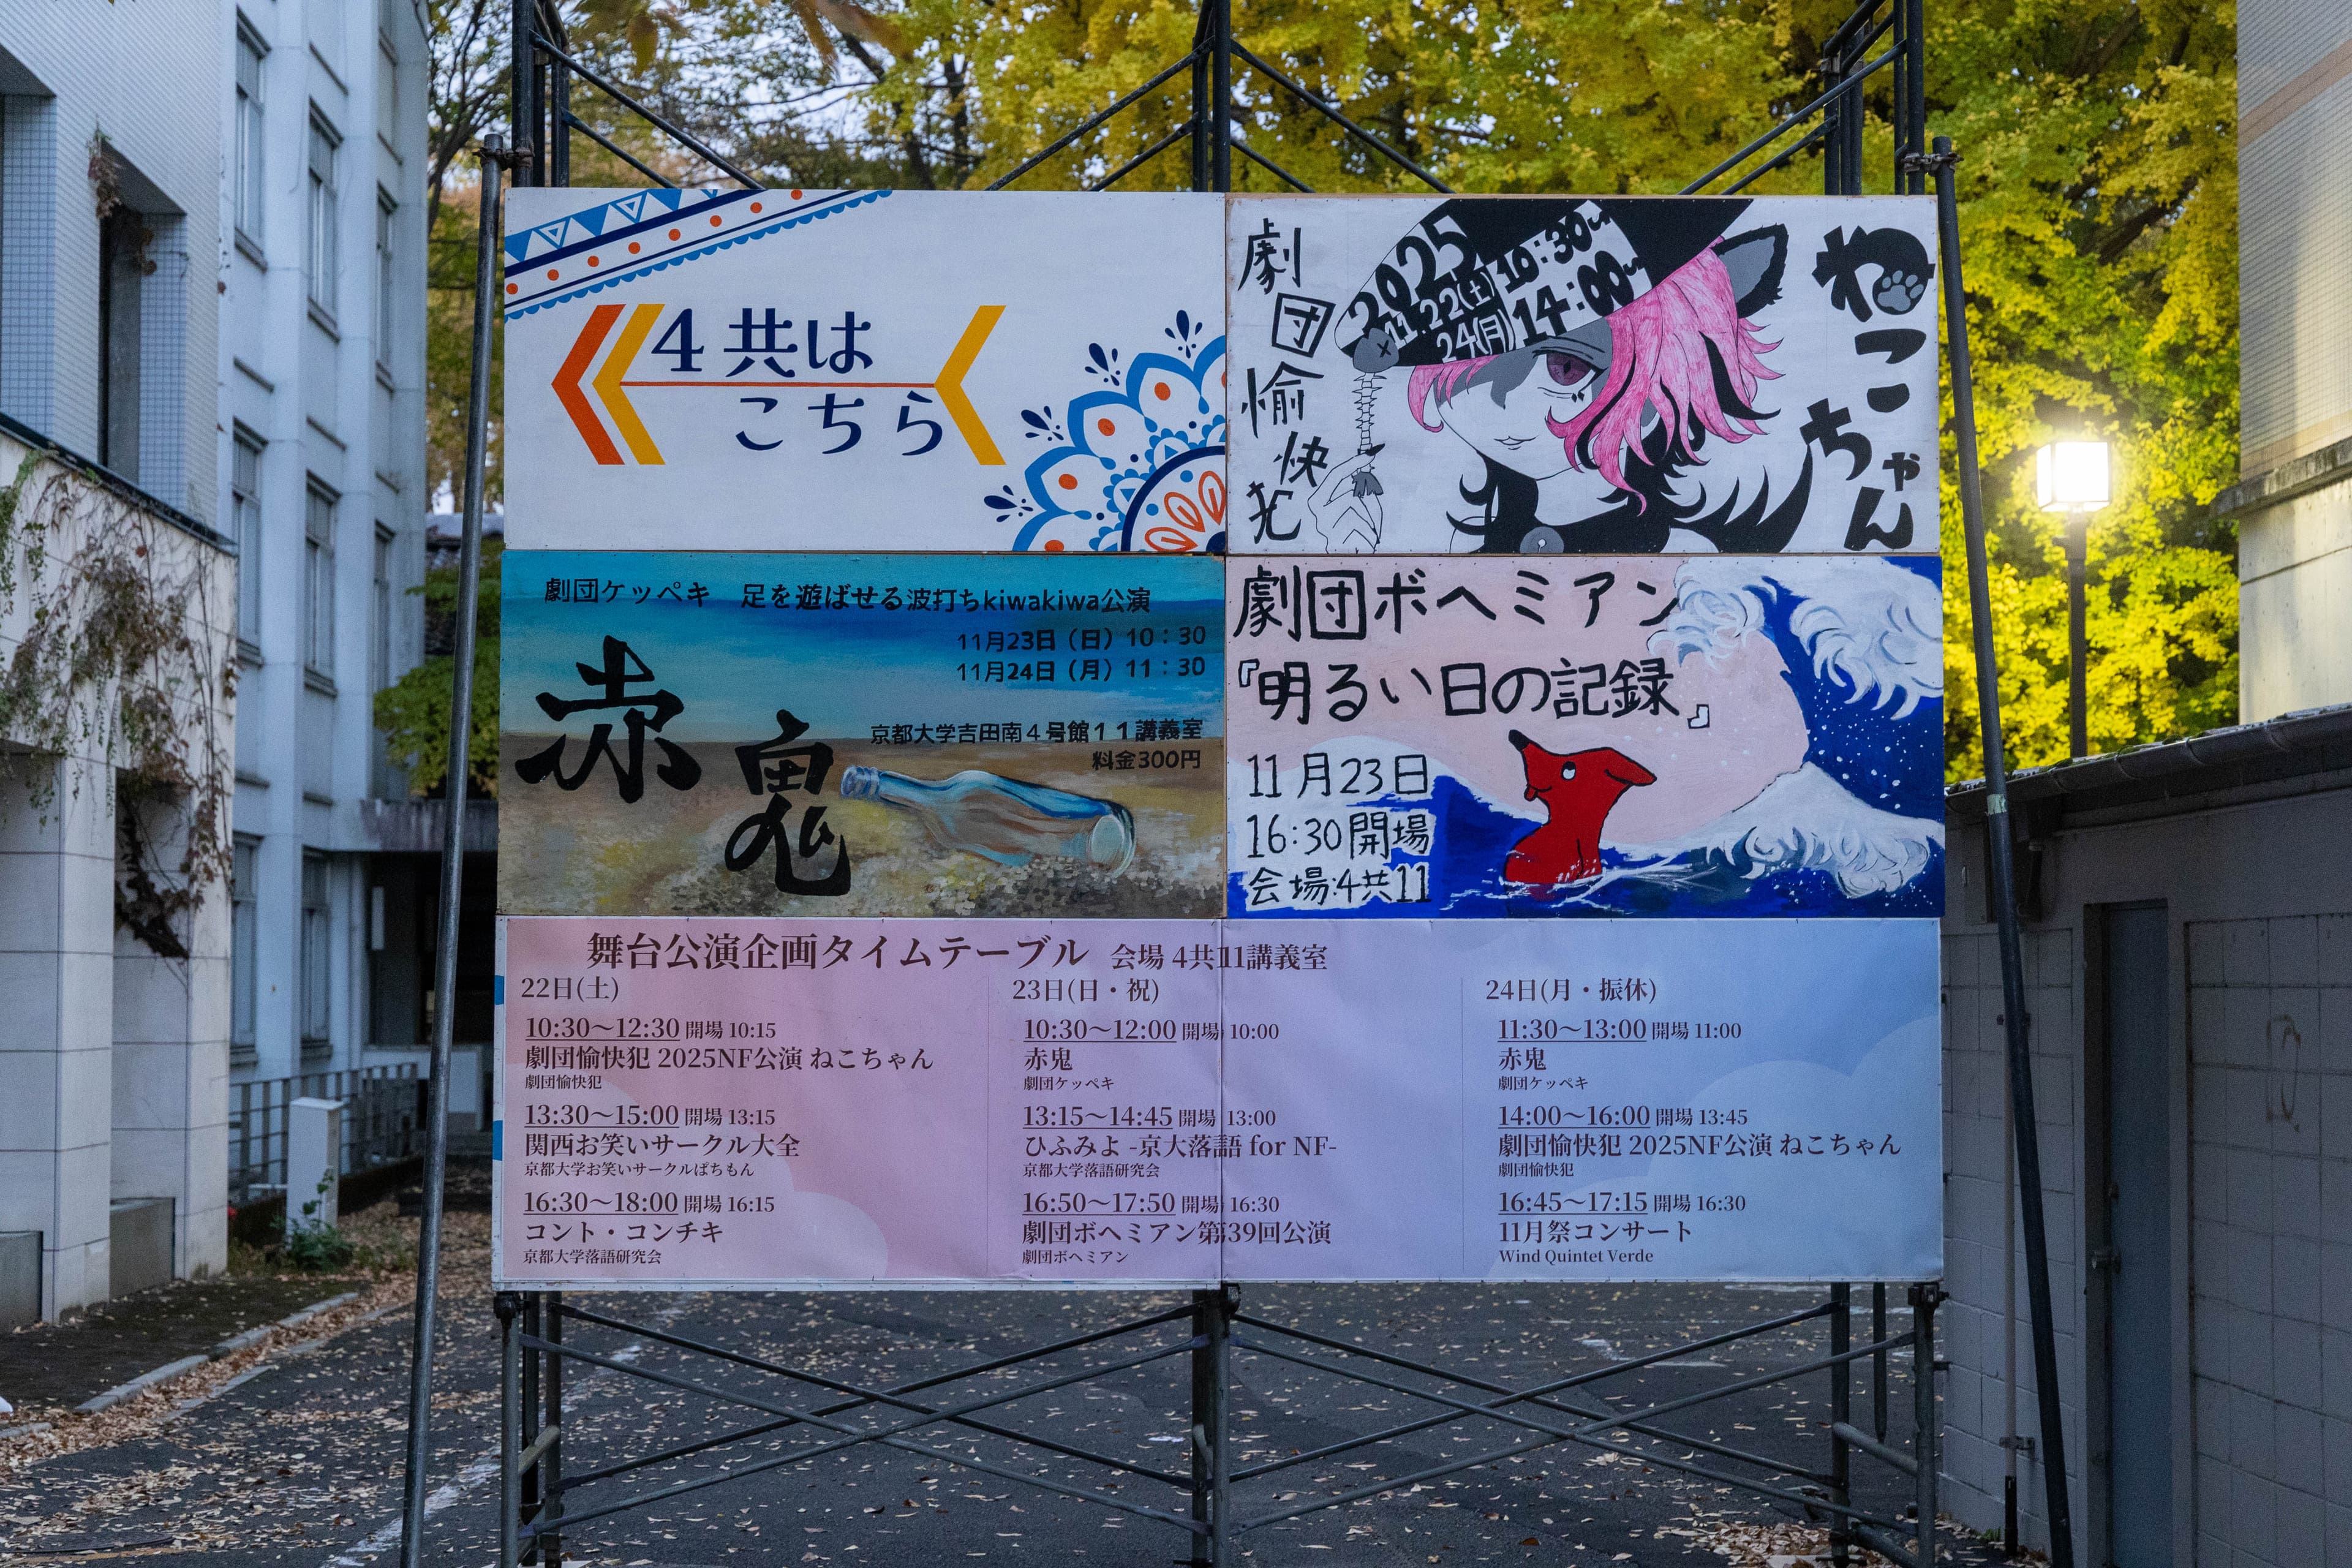 4共は
こちら
劇団愉快犯
2025
11/22(土) 10:30~
24(月) 14:00~
ねこちゃん
劇団ケッペキ 足を遊ばせる波打ちkiwakiwa公演
11月23日（日）10：30
11月24日（月）11：30
赤鬼
京都大学吉田南４号館１１講義室
料金300円
劇団ボヘミアン
『明るい日の記録』
11月23日
16:30開場
会場:4共11
舞台公演企画タイムテーブル 会場 4共11講義室
22日(土)
10:30～12:30 開場 10:15
劇団愉快犯 2025NF公演 ねこちゃん
劇団愉快犯
13:30～15:00 開場 13:15
関西お笑いサークル大全
京都大学お笑いサークルぱちもん
16:30～18:00 開場 16:15
コント・コンチキ
京都大学落語研究会
23日(日・祝)
10:30～12:00 開場 10:00
赤鬼
劇団ケッペキ
13:15～14:45 開場 13:00
ひふみよ -京大落語 for NF-
京都大学落語研究会
16:50～17:50 開場 16:30
劇団ボヘミアン第39回公演
劇団ボヘミアン
24日(月・振休)
11:30～13:00 開場 11:00
赤鬼
劇団ケッペキ
14:00～16:00 開場 13:45
劇団愉快犯 2025NF公演 ねこちゃん
劇団愉快犯
16:45～17:15 開場 16:30
11月祭コンサート
Wind Quintet Verde